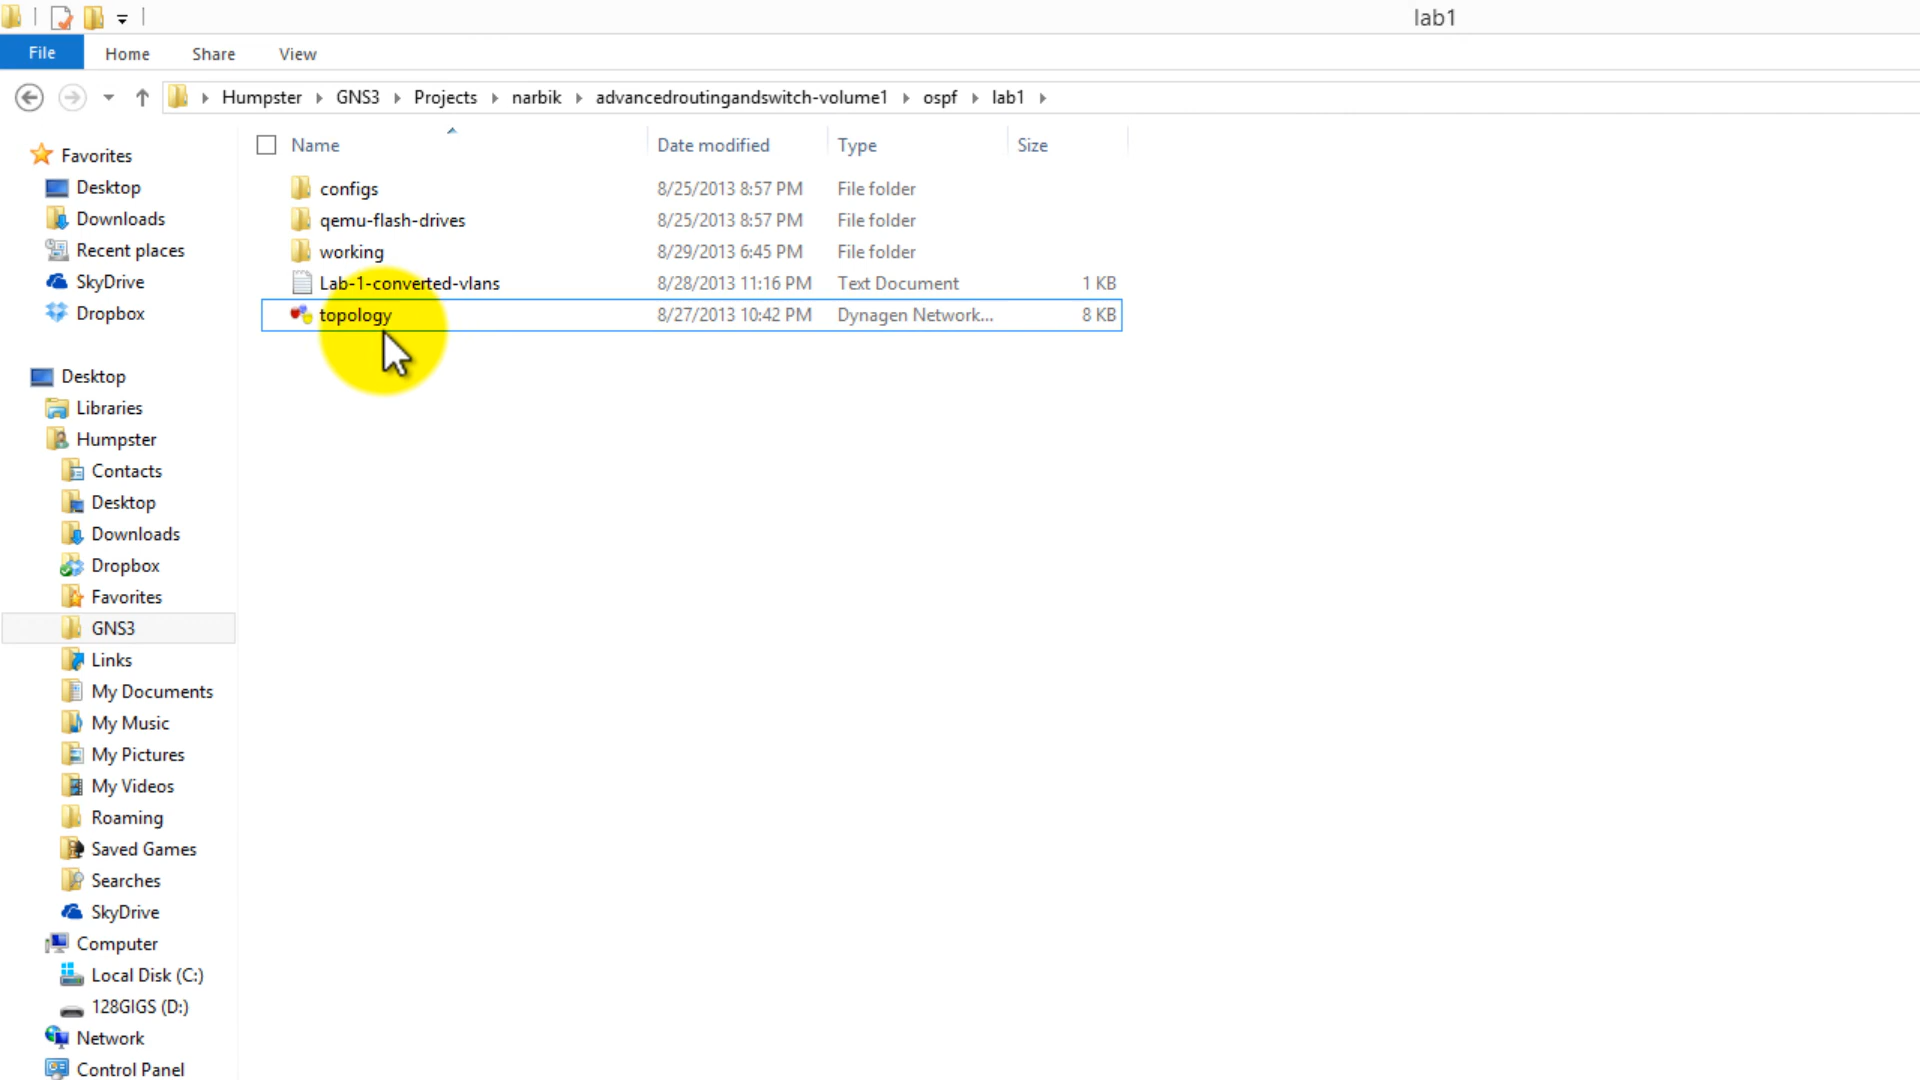 lab1
File Home Share View
Humpster GNS3 Projects narbik advancedroutingandswitch-volume1 ospf lab1
Name Date modified Type Size
configs 8/25/2013 8:57 PM File folder
qemu-flash-drives 8/25/2013 8:57 PM File folder
working 8/29/2013 6:45 PM File folder
Lab-1-converted-vlans 8/28/2013 11:16 PM Text Document 1 KB
topology 8/27/2013 10:42 PM Dynagen Network... 8 KB
Favorites
Desktop
Downloads
Recent places
SkyDrive
Dropbox
Desktop
Libraries
Humpster
Contacts
Desktop
Downloads
Dropbox
Favorites
GNS3
Links
My Documents
My Music
My Pictures
My Videos
Roaming
Saved Games
Searches
SkyDrive
Computer
Local Disk (C:)
128GIGS (D:)
Network
Control Panel